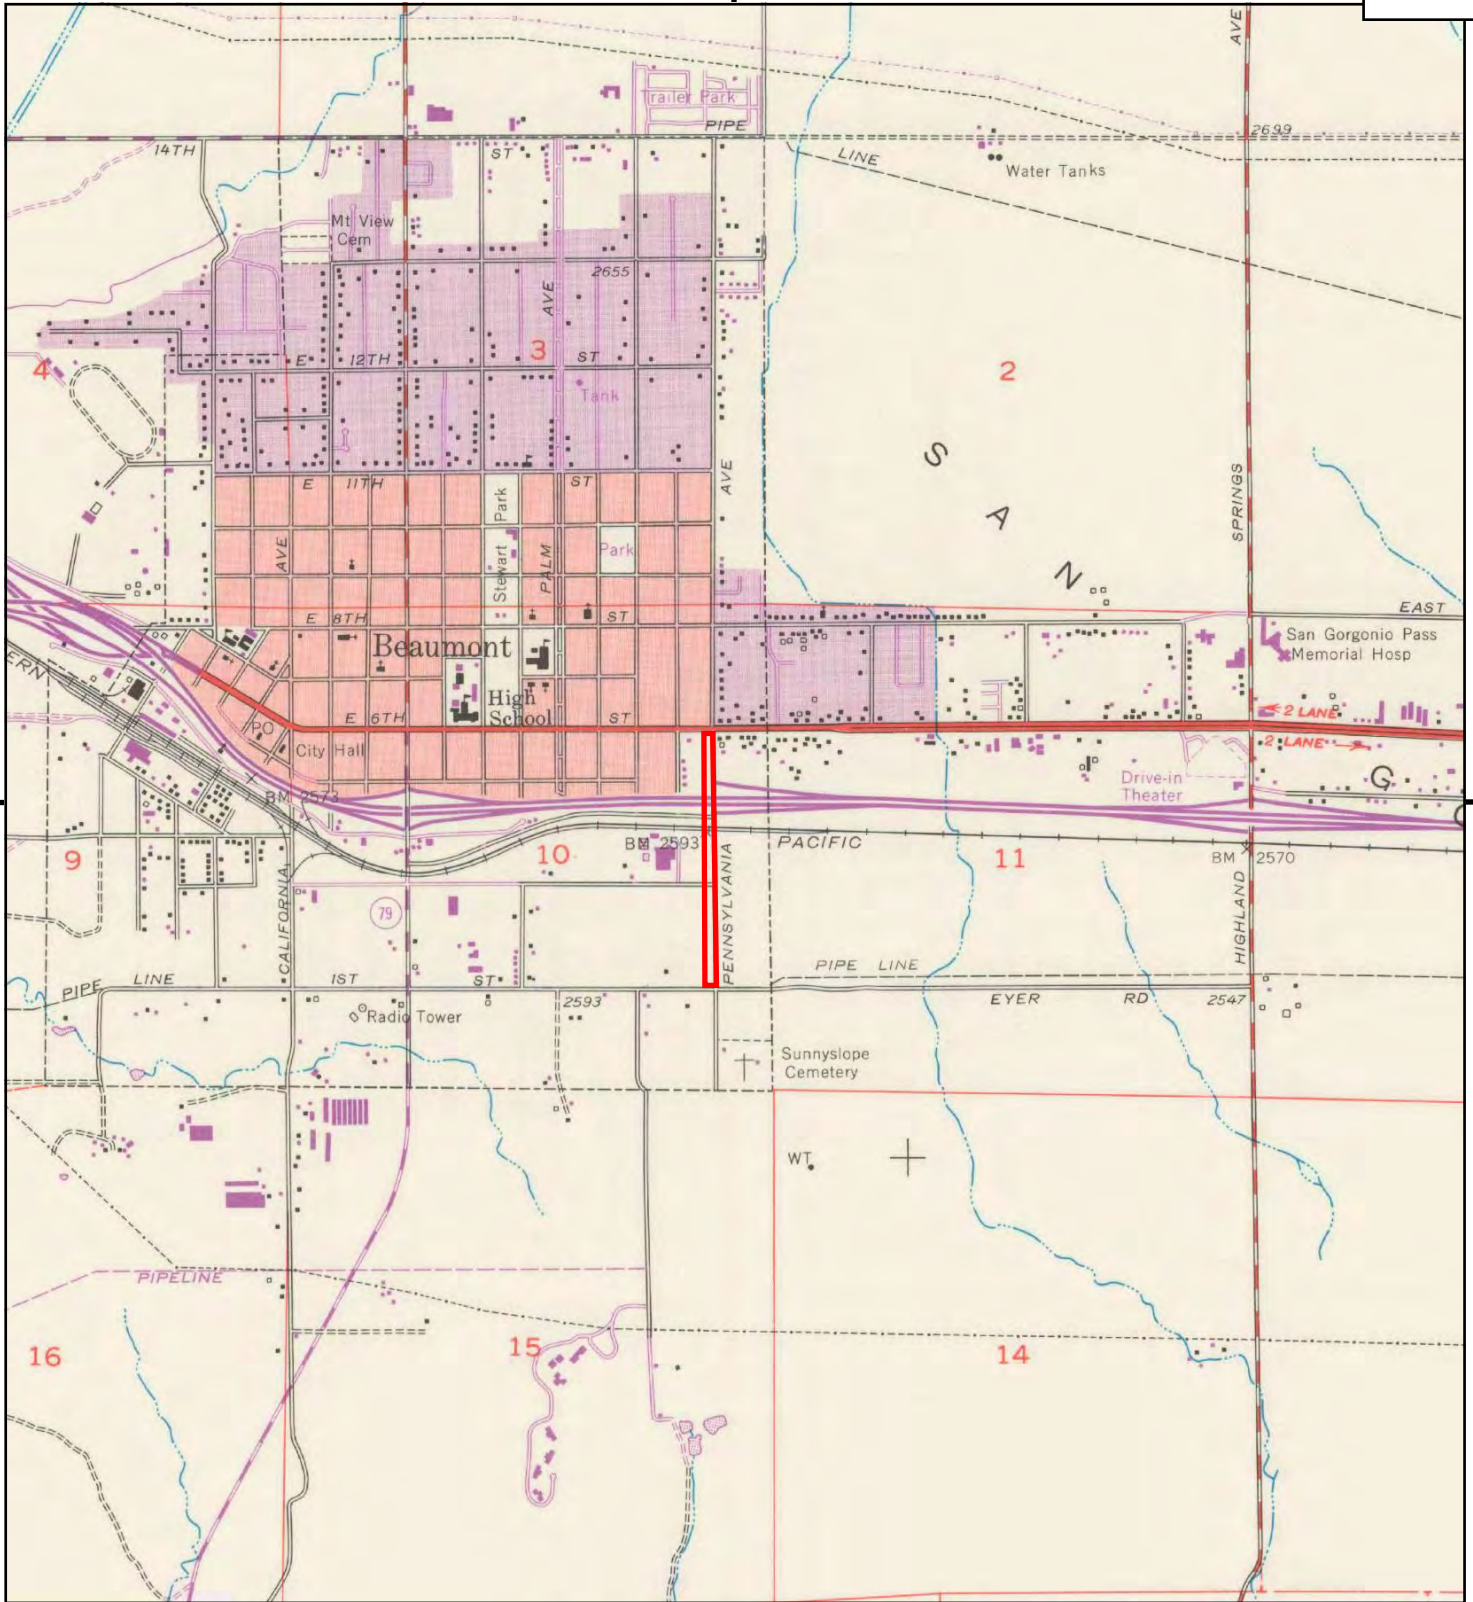 AVE
Trailer Park
PIPE
2699
14TH
ST
LINE
Water Tanks
Mt View
Cem
2655
AVE
3
E
12TH
ST
2
4
Tank
S
E
11TH
ST
AVE
SPRINGS
Park
A
AVE
Stewart
PALM
Park
N
E
8TH
ST
EAST
Beaumont
San Gorgonio Pass
Memorial Hosp
ERN
High
School
PO
E
6TH
ST
2 LANE
City Hall
2 LANE
Drive-in
Theater
G
BM 2573
BM 2593
PACIFIC
9
10
11
BM
2570
PENNSYLVANIA
CALIFORNIA
79
HIGHLAND
PIPE
LINE
1ST
ST
PIPE LINE
2593
EYER
RD
2547
Radio Tower
Sunnyslope
Cemetery
WT
PIPELINE
16
15
14